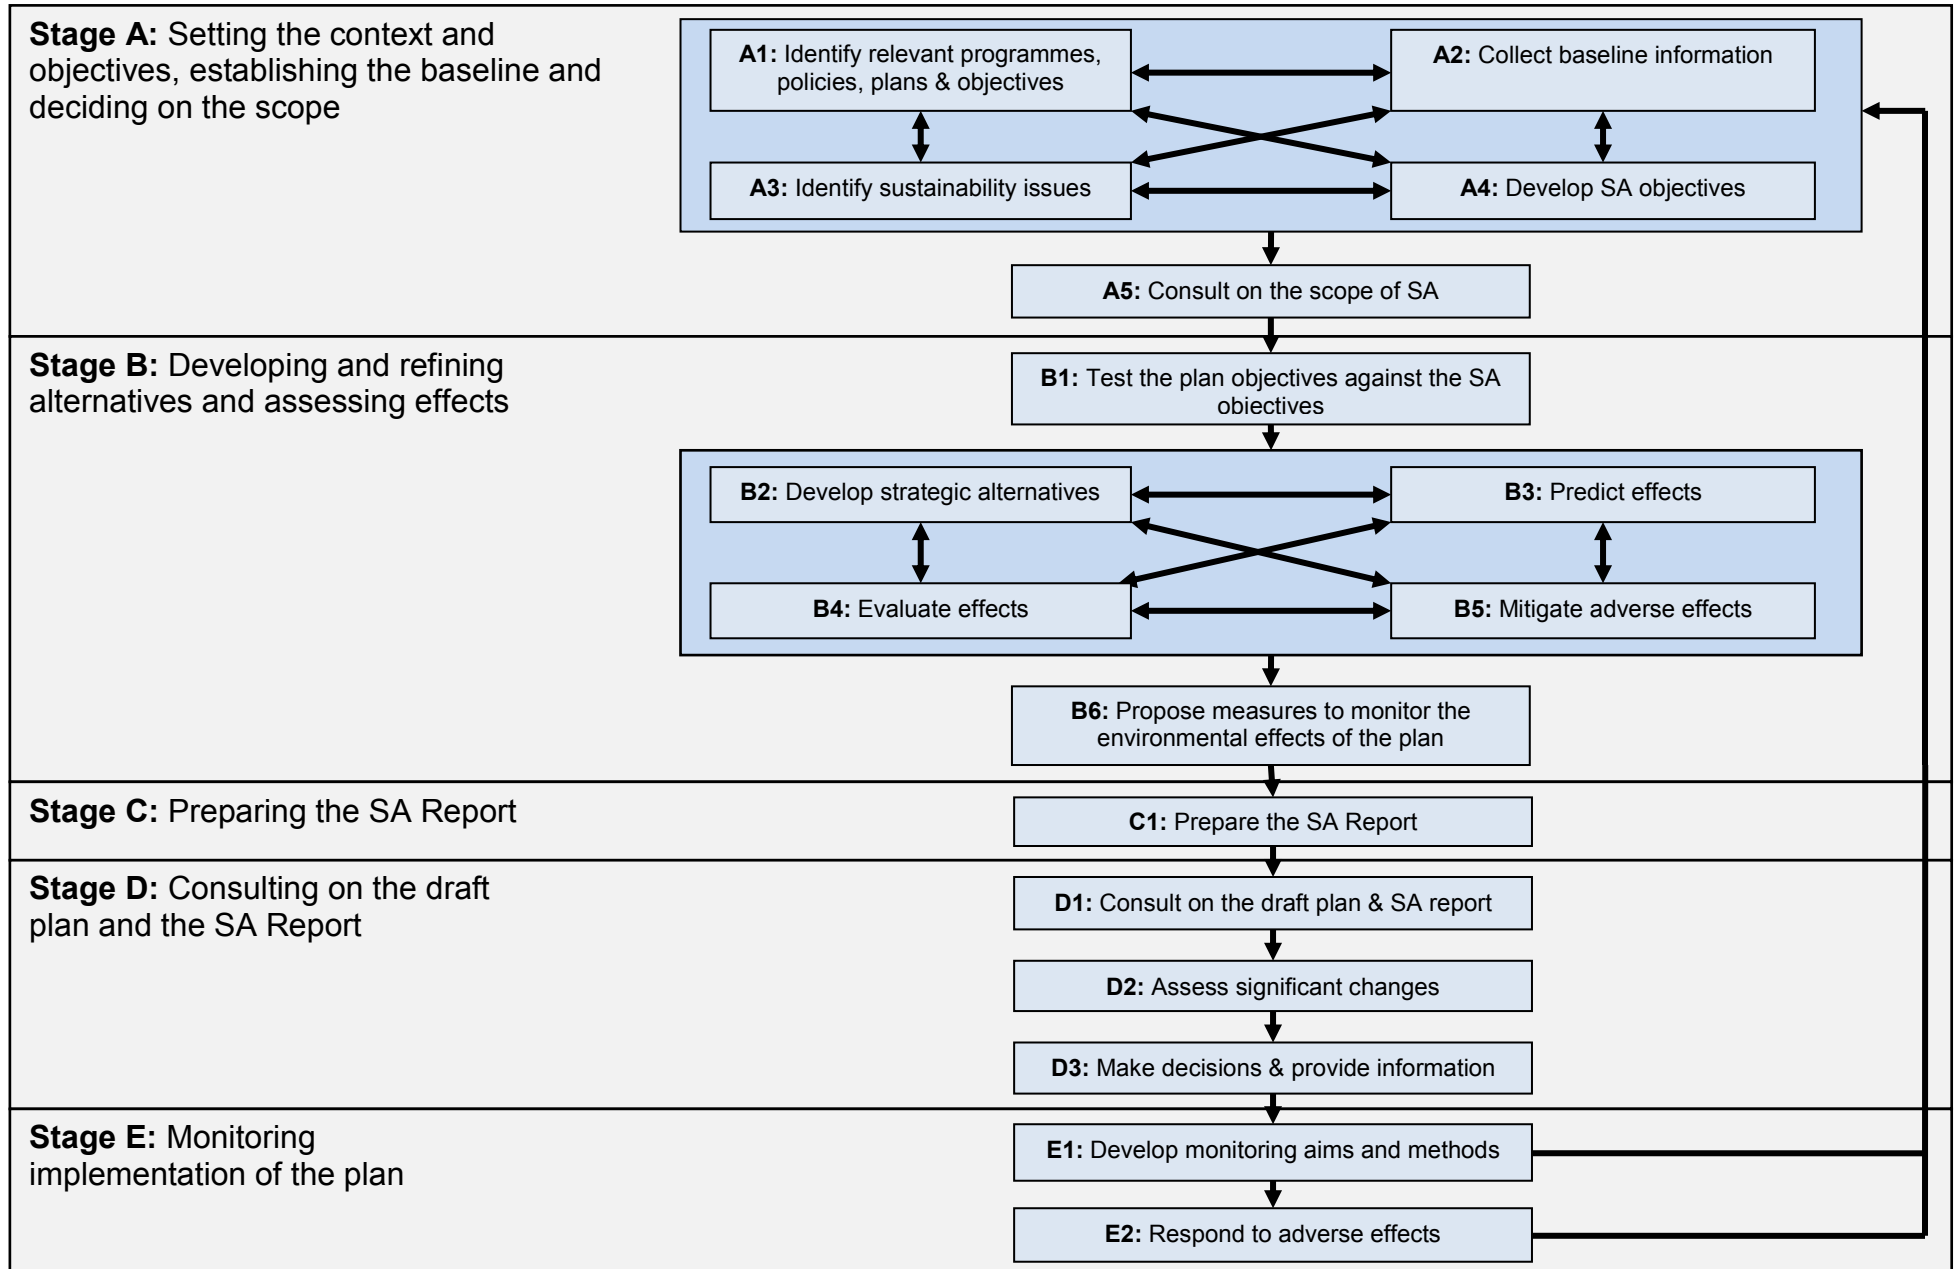 Stage A: Setting the context and
objectives, establishing the baseline and
deciding on the scope
A1: Identify relevant programmes,
policies, plans & objectives
A2: Collect baseline information
A3: Identify sustainability issues
A4: Develop SA objectives
A5: Consult on the scope of SA
Stage B: Developing and refining
alternatives and assessing effects
B1: Test the plan objectives against the SA
objectives
B2: Develop strategic alternatives
B3: Predict effects
B4: Evaluate effects
B5: Mitigate adverse effects
B6: Propose measures to monitor the
environmental effects of the plan
Stage C: Preparing the SA Report
C1: Prepare the SA Report
Stage D: Consulting on the draft
plan and the SA Report
D1: Consult on the draft plan & SA report
D2: Assess significant changes
D3: Make decisions & provide information
Stage E: Monitoring
implementation of the plan
E1: Develop monitoring aims and methods
E2: Respond to adverse effects